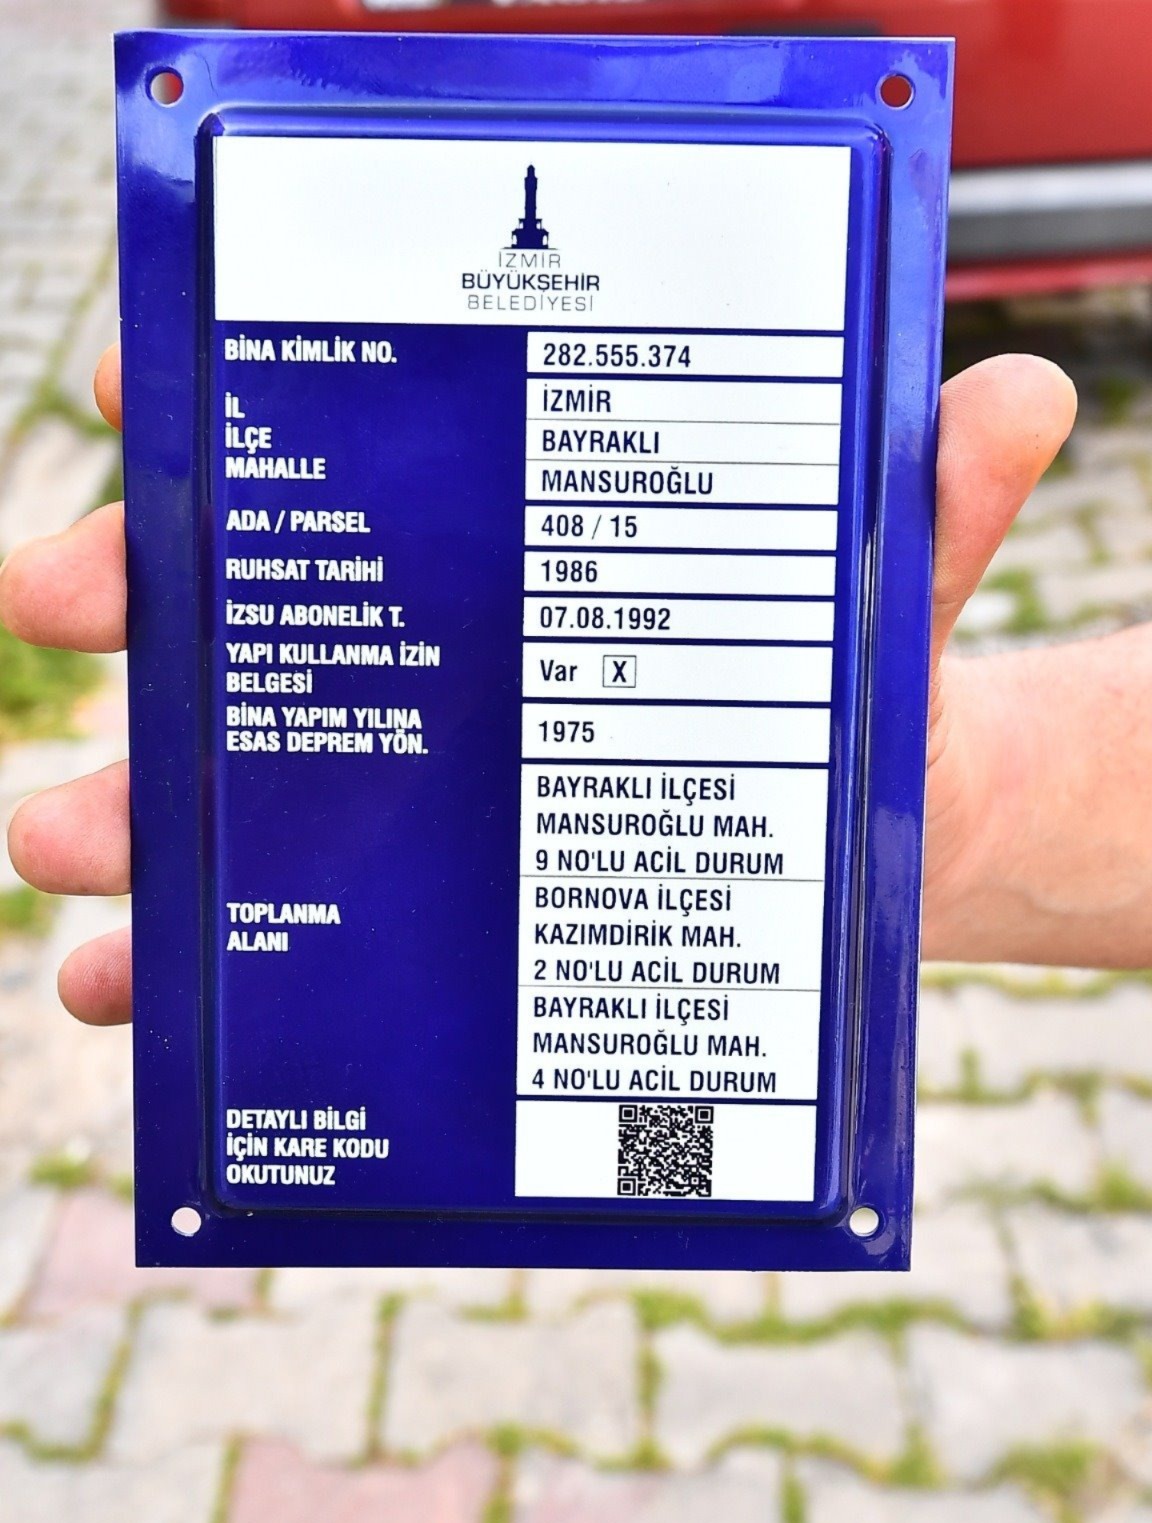 İZMİR
BÜYÜKŞEHİR
BELEDİYESİ
BİNA KİMLİK NO. 282.555.374
İL İZMİR
İLÇE BAYRAKLI
MAHALLE MANSUROĞLU
ADA / PARSEL 408 / 15
RUHSAT TARİHİ 1986
İZSU ABONELİK T. 07.08.1992
YAPI KULLANMA İZİN
BELGESİ
Var X
BİNA YAPIM YILINA
ESAS DEPREM YÖN.
1975
TOPLANMA
ALANI
BAYRAKLI İLÇESİ
MANSUROĞLU MAH.
9 NO'LU ACİL DURUM
BORNOVA İLÇESİ
KAZIMDİRİK MAH.
2 NO'LU ACİL DURUM
BAYRAKLI İLÇESİ
MANSUROĞLU MAH.
4 NO'LU ACİL DURUM
DETAYLI BİLGİ
İÇİN KARE KODU
OKUTUNUZ